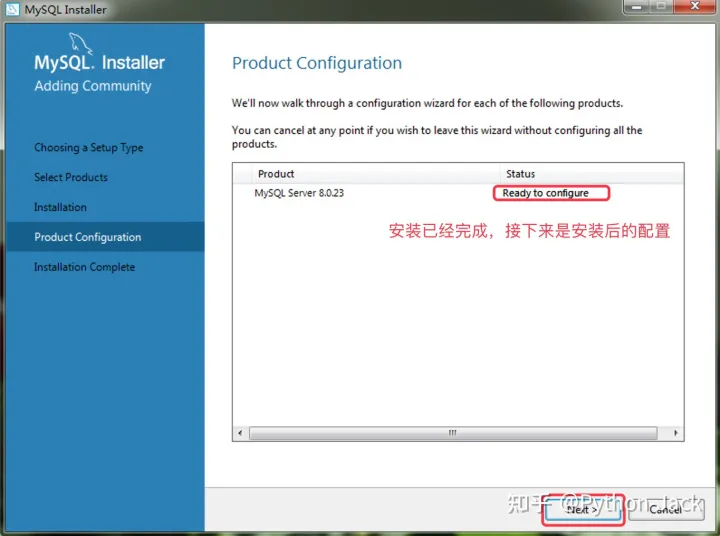 MySQL Installer
MySQL. Installer
Adding Community
Choosing a Setup Type
Select Products
Installation
Product Configuration
Installation Complete
Product Configuration
We'll now walk through a configuration wizard for each of the following products.
You can cancel at any point if you wish to leave this wizard without configuring all the
products.
Product Status
MySQL Server 8.0.23 Ready to configure
安装已经完成，接下来是安装后的配置
Next > Cancel
知乎 @Python_Jack